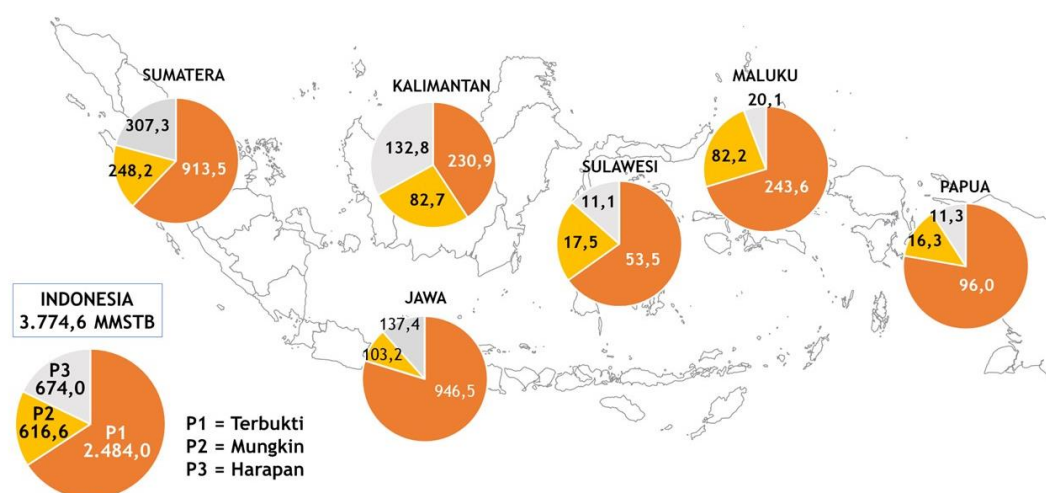 SUMATERA
307,3
248,2
913,5
KALIMANTAN
132,8
230,9
82,7
MALUKU
20,1
82,2
243,6
SULAWESI
11,1
17,5
53,5
PAPUA
11,3
16,3
96,0
JAWA
137,4
103,2
946,5
INDONESIA
3.774,6 MMSTB
P3
674,0
P2
616,6
P1
2.484,0
P1 = Terbukti
P2 = Mungkin
P3 = Harapan